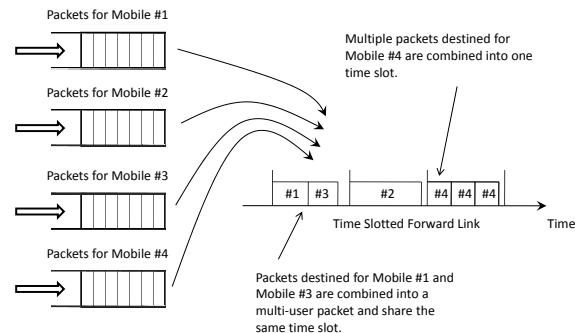 Packets for Mobile #1
Multiple packets destined for
Mobile #4 are combined into one
time slot.
Packets for Mobile #2
Packets for Mobile #3
#1 #3 #2 #4 #4 #4
Time Slotted Forward Link
Time
Packets for Mobile #4
Packets destined for Mobile #1 and
Mobile #3 are combined into a
multi-user packet and share the
same time slot.